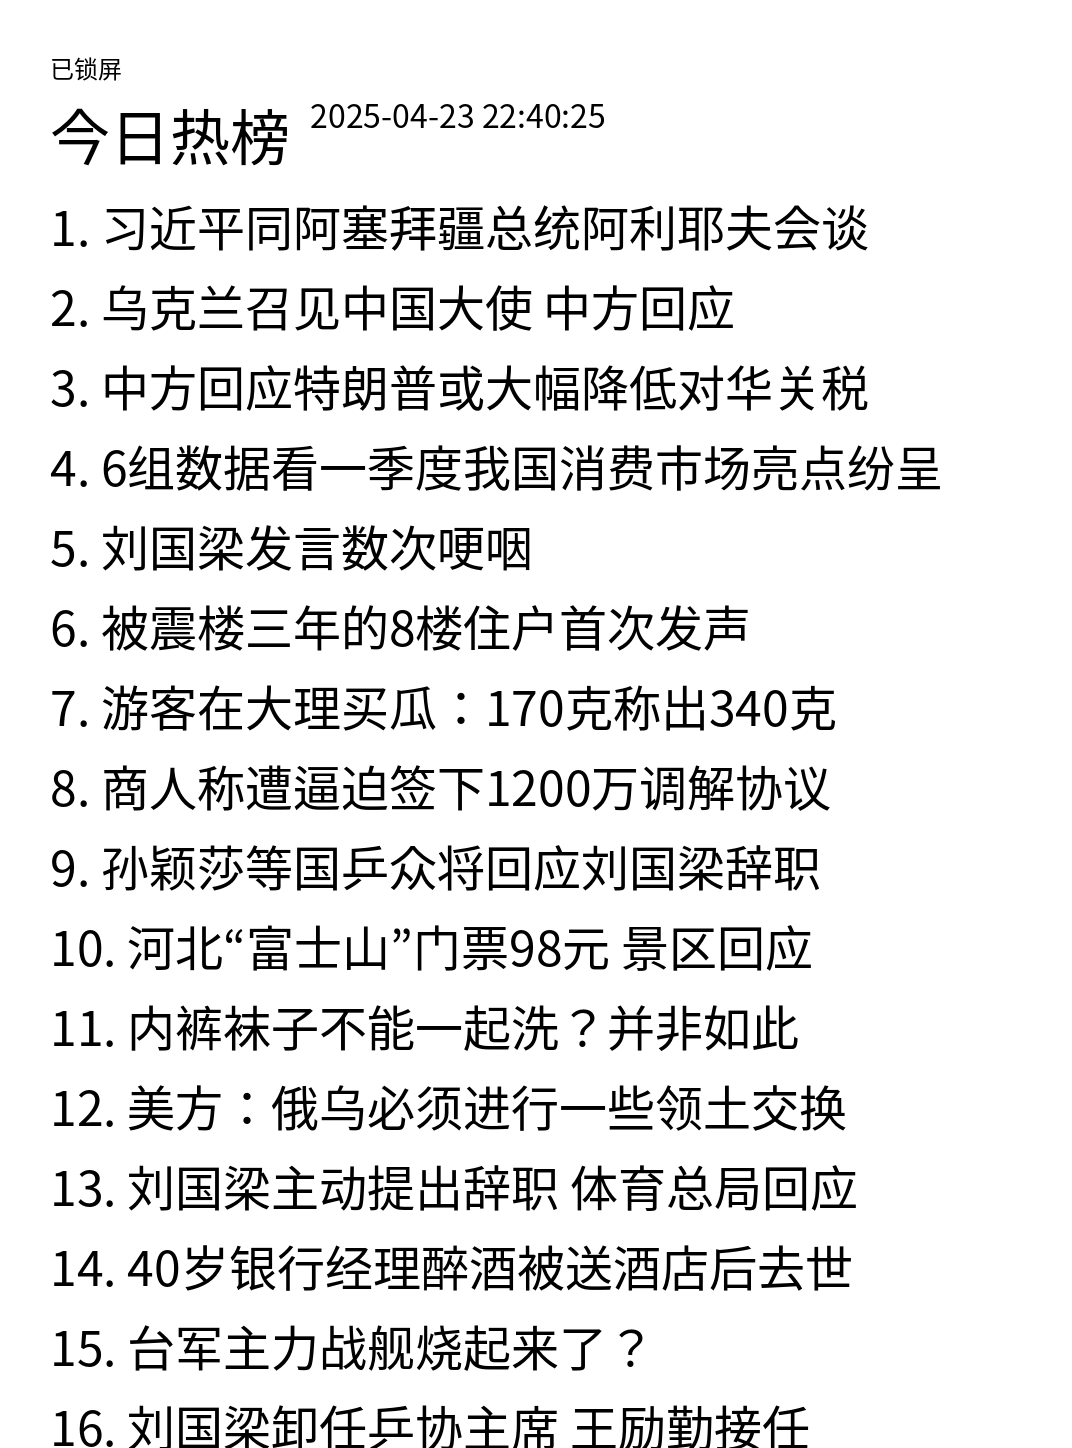 已锁屏
今日热榜 2025-04-23 22:40:25
1. 习近平同阿塞拜疆总统阿利耶夫会谈
2. 乌克兰召见中国大使 中方回应
3. 中方回应特朗普或大幅降低对华关税
4. 6组数据看一季度我国消费市场亮点纷呈
5. 刘国梁发言数次哽咽
6. 被震楼三年的8楼住户首次发声
7. 游客在大理买瓜：170克称出340克
8. 商人称遭逼迫签下1200万调解协议
9. 孙颖莎等国乒众将回应刘国梁辞职
10. 河北“富士山”门票98元 景区回应
11. 内裤袜子不能一起洗？并非如此
12. 美方：俄乌必须进行一些领土交换
13. 刘国梁主动提出辞职 体育总局回应
14. 40岁银行经理醉酒被送酒店后去世
15. 台军主力战舰烧起来了？
16. 刘国梁卸任乒协主席 王励勤接任